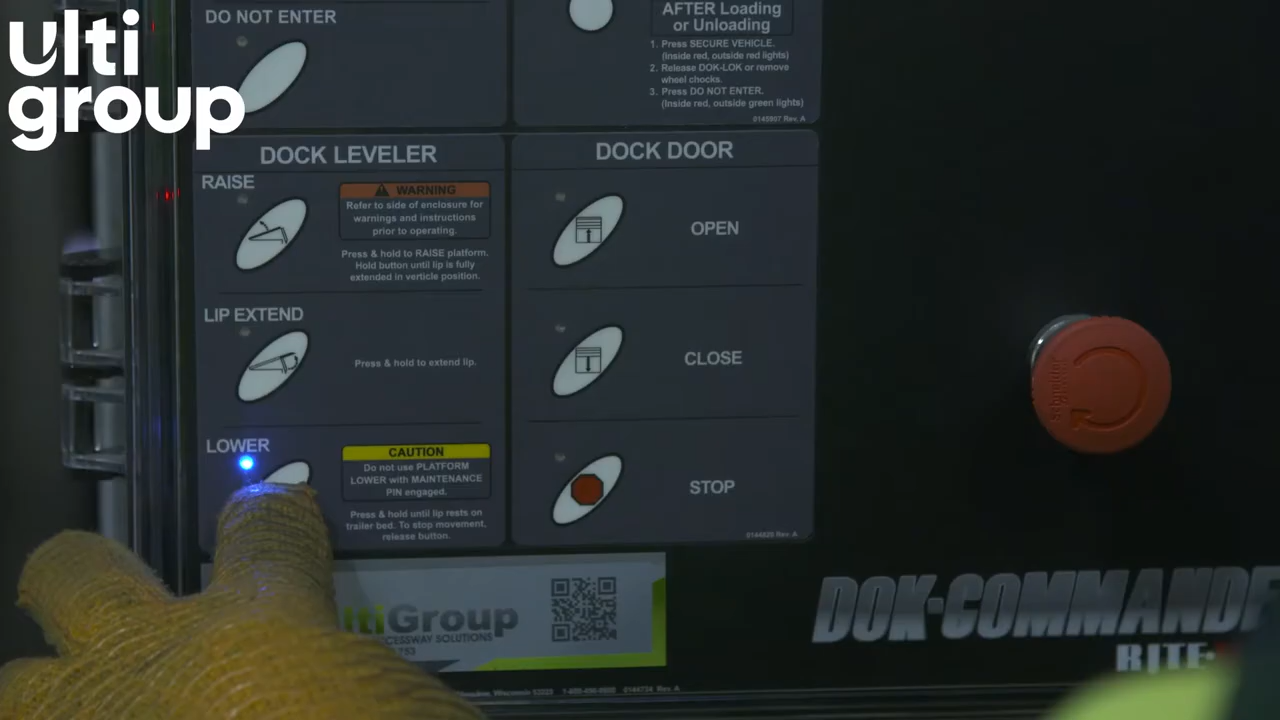 ulti
group
DO NOT ENTER
AFTER Loading
or Unloading
1. Press SECURE VEHICLE.
(Inside red, outside red lights)
2. Release DOK-LOK or remove
wheel chocks.
3. Press DO NOT ENTER.
(Inside red, outside green lights)
0145807 Rev. A
DOCK LEVELER
RAISE
WARNING
Refer to side of enclosure for
warnings and instructions
prior to operating.
Press & hold to RAISE platform.
Hold button until lip is fully
extended in verticle position.
LIP EXTEND
Press & hold to extend lip.
LOWER
CAUTION
Do not use PLATFORM
LOWER with MAINTENANCE
PIN engaged.
Press & hold until lip rests on
trailer bed. To stop movement,
release button.
DOCK DOOR
OPEN
CLOSE
STOP
Schneider
ltiGroup
CCESSWAY SOLUTIONS
753
DOK-COMMANDE
RITE-
Wisconsin 53223